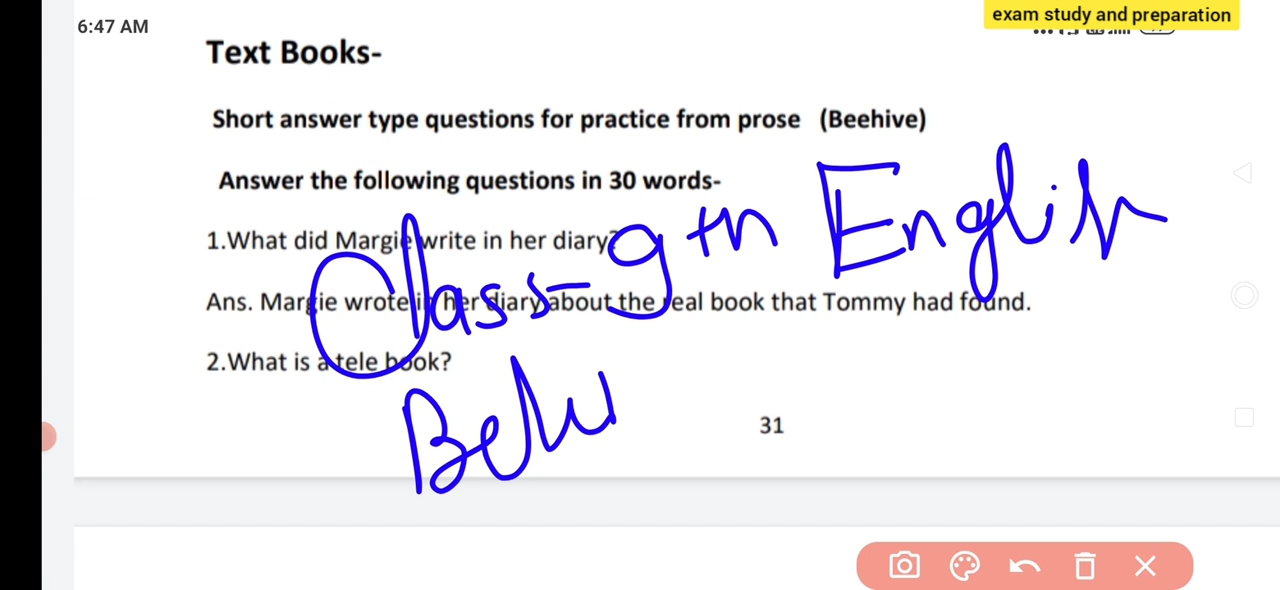 6:47 AM
exam study and preparation
Text Books-
Short answer type questions for practice from prose (Beehive)
Answer the following questions in 30 words-
1.What did Margie write in her diary?
Class-9th English
Ans. Margie wrote in her diary about the real book that Tommy had found.
2.What is a tele book?
31